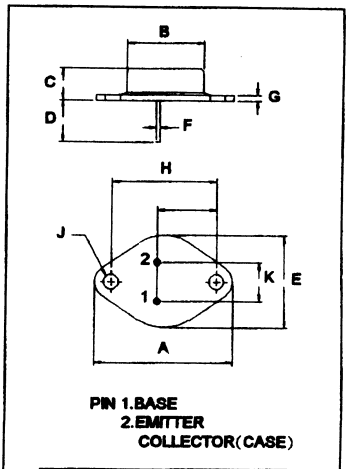 B
C
G
D
F
H
J
2
K
E
1
A
PIN 1.BASE
2.EMITTER
COLLECTOR(CASE)